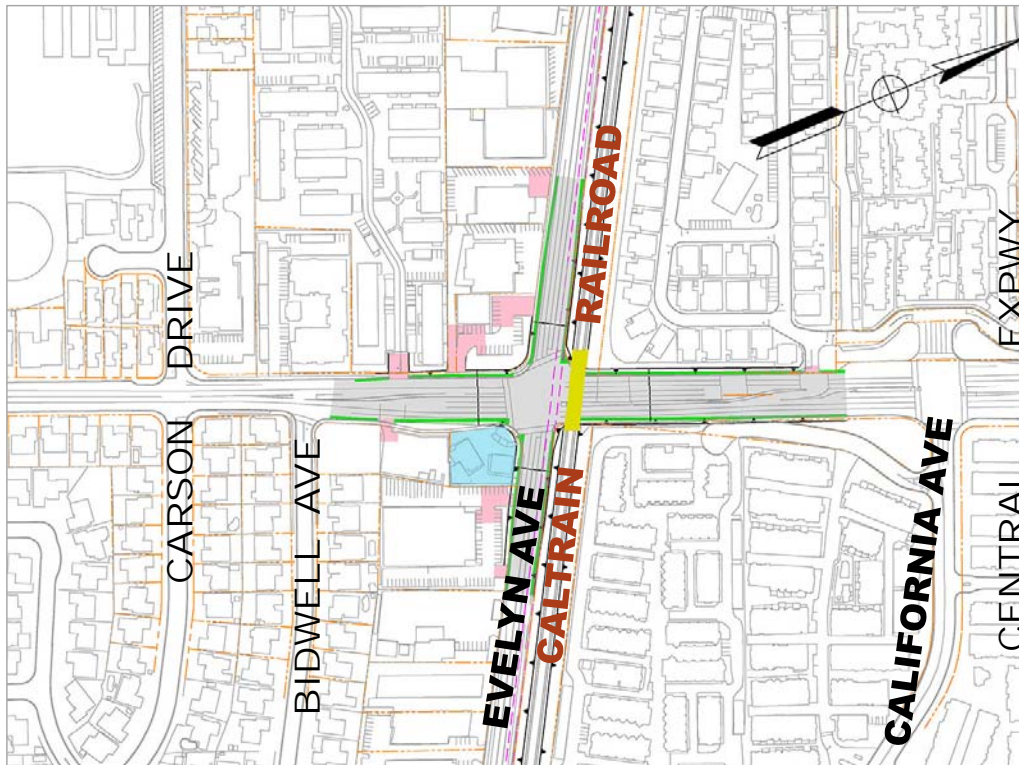 CARSON DRIVE
BIDWELL AVE
EVELYN AVE
CALTRAIN RAILROAD
CALIFORNIA AVE
CENTRAL EXPWY